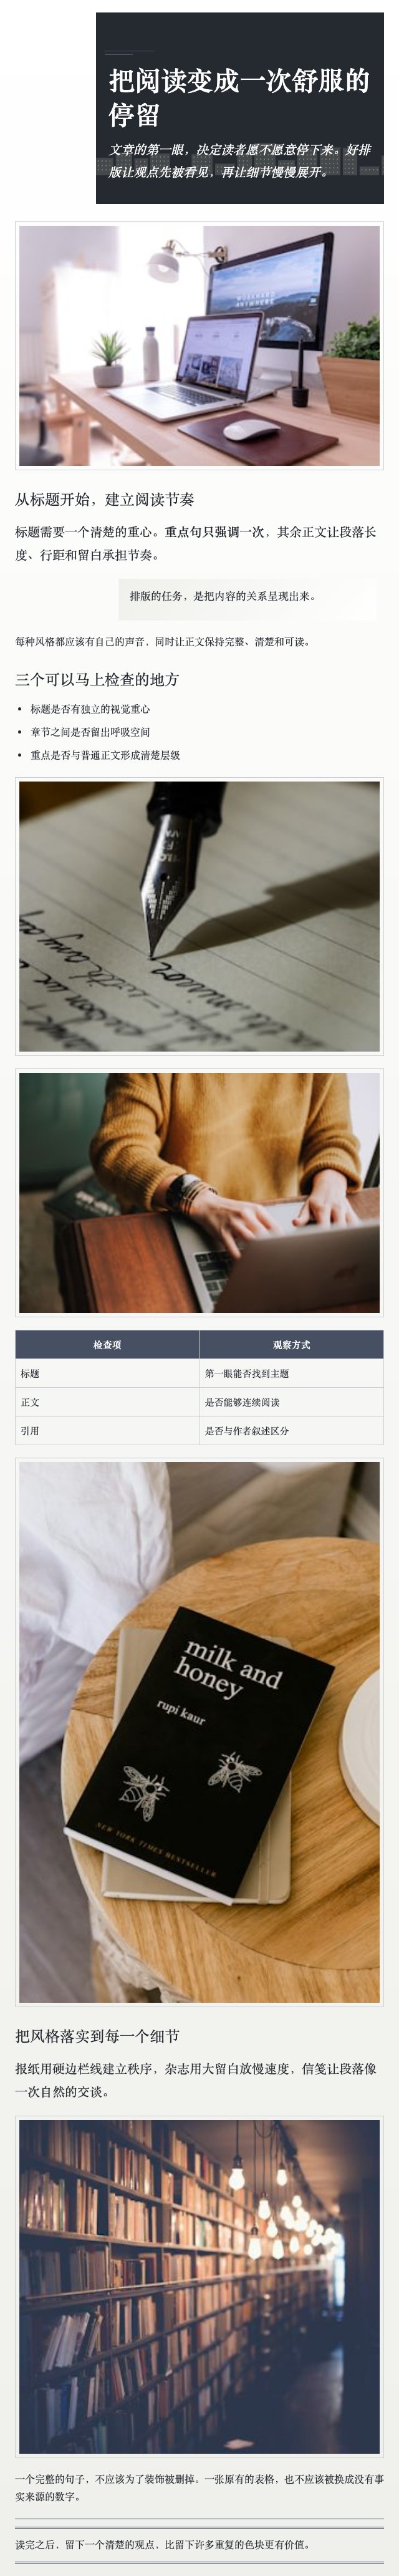 把阅读变成一次舒服的
停留
文章的第一眼，决定读者愿不愿意停下来。好排
版让观点先被看见，再让细节慢慢展开。
WORK HARD
ANYWHERE
从标题开始，建立阅读节奏
标题需要一个清楚的重心。重点句只强调一次，其余正文让段落长
度、行距和留白承担节奏。
排版的任务，是把内容的关系呈现出来。
每种风格都应该有自己的声音，同时让正文保持完整、清楚和可读。
三个可以马上检查的地方
• 标题是否有独立的视觉重心
• 章节之间是否留出呼吸空间
• 重点是否与普通正文形成清楚层级
检查项 观察方式
标题 第一眼能否找到主题
正文 是否能够连续阅读
引用 是否与作者叙述区分
milk and
honey
rupi kaur
NEW YORK TIMES BESTSELLER
把风格落实到每一个细节
报纸用硬边栏线建立秩序，杂志用大留白放慢速度，信笺让段落像
一次自然的交谈。
一个完整的句子，不应该为了装饰被删掉。一张原有的表格，也不应该被换成没有事
实来源的数字。
读完之后，留下一个清楚的观点，比留下许多重复的色块更有价值。